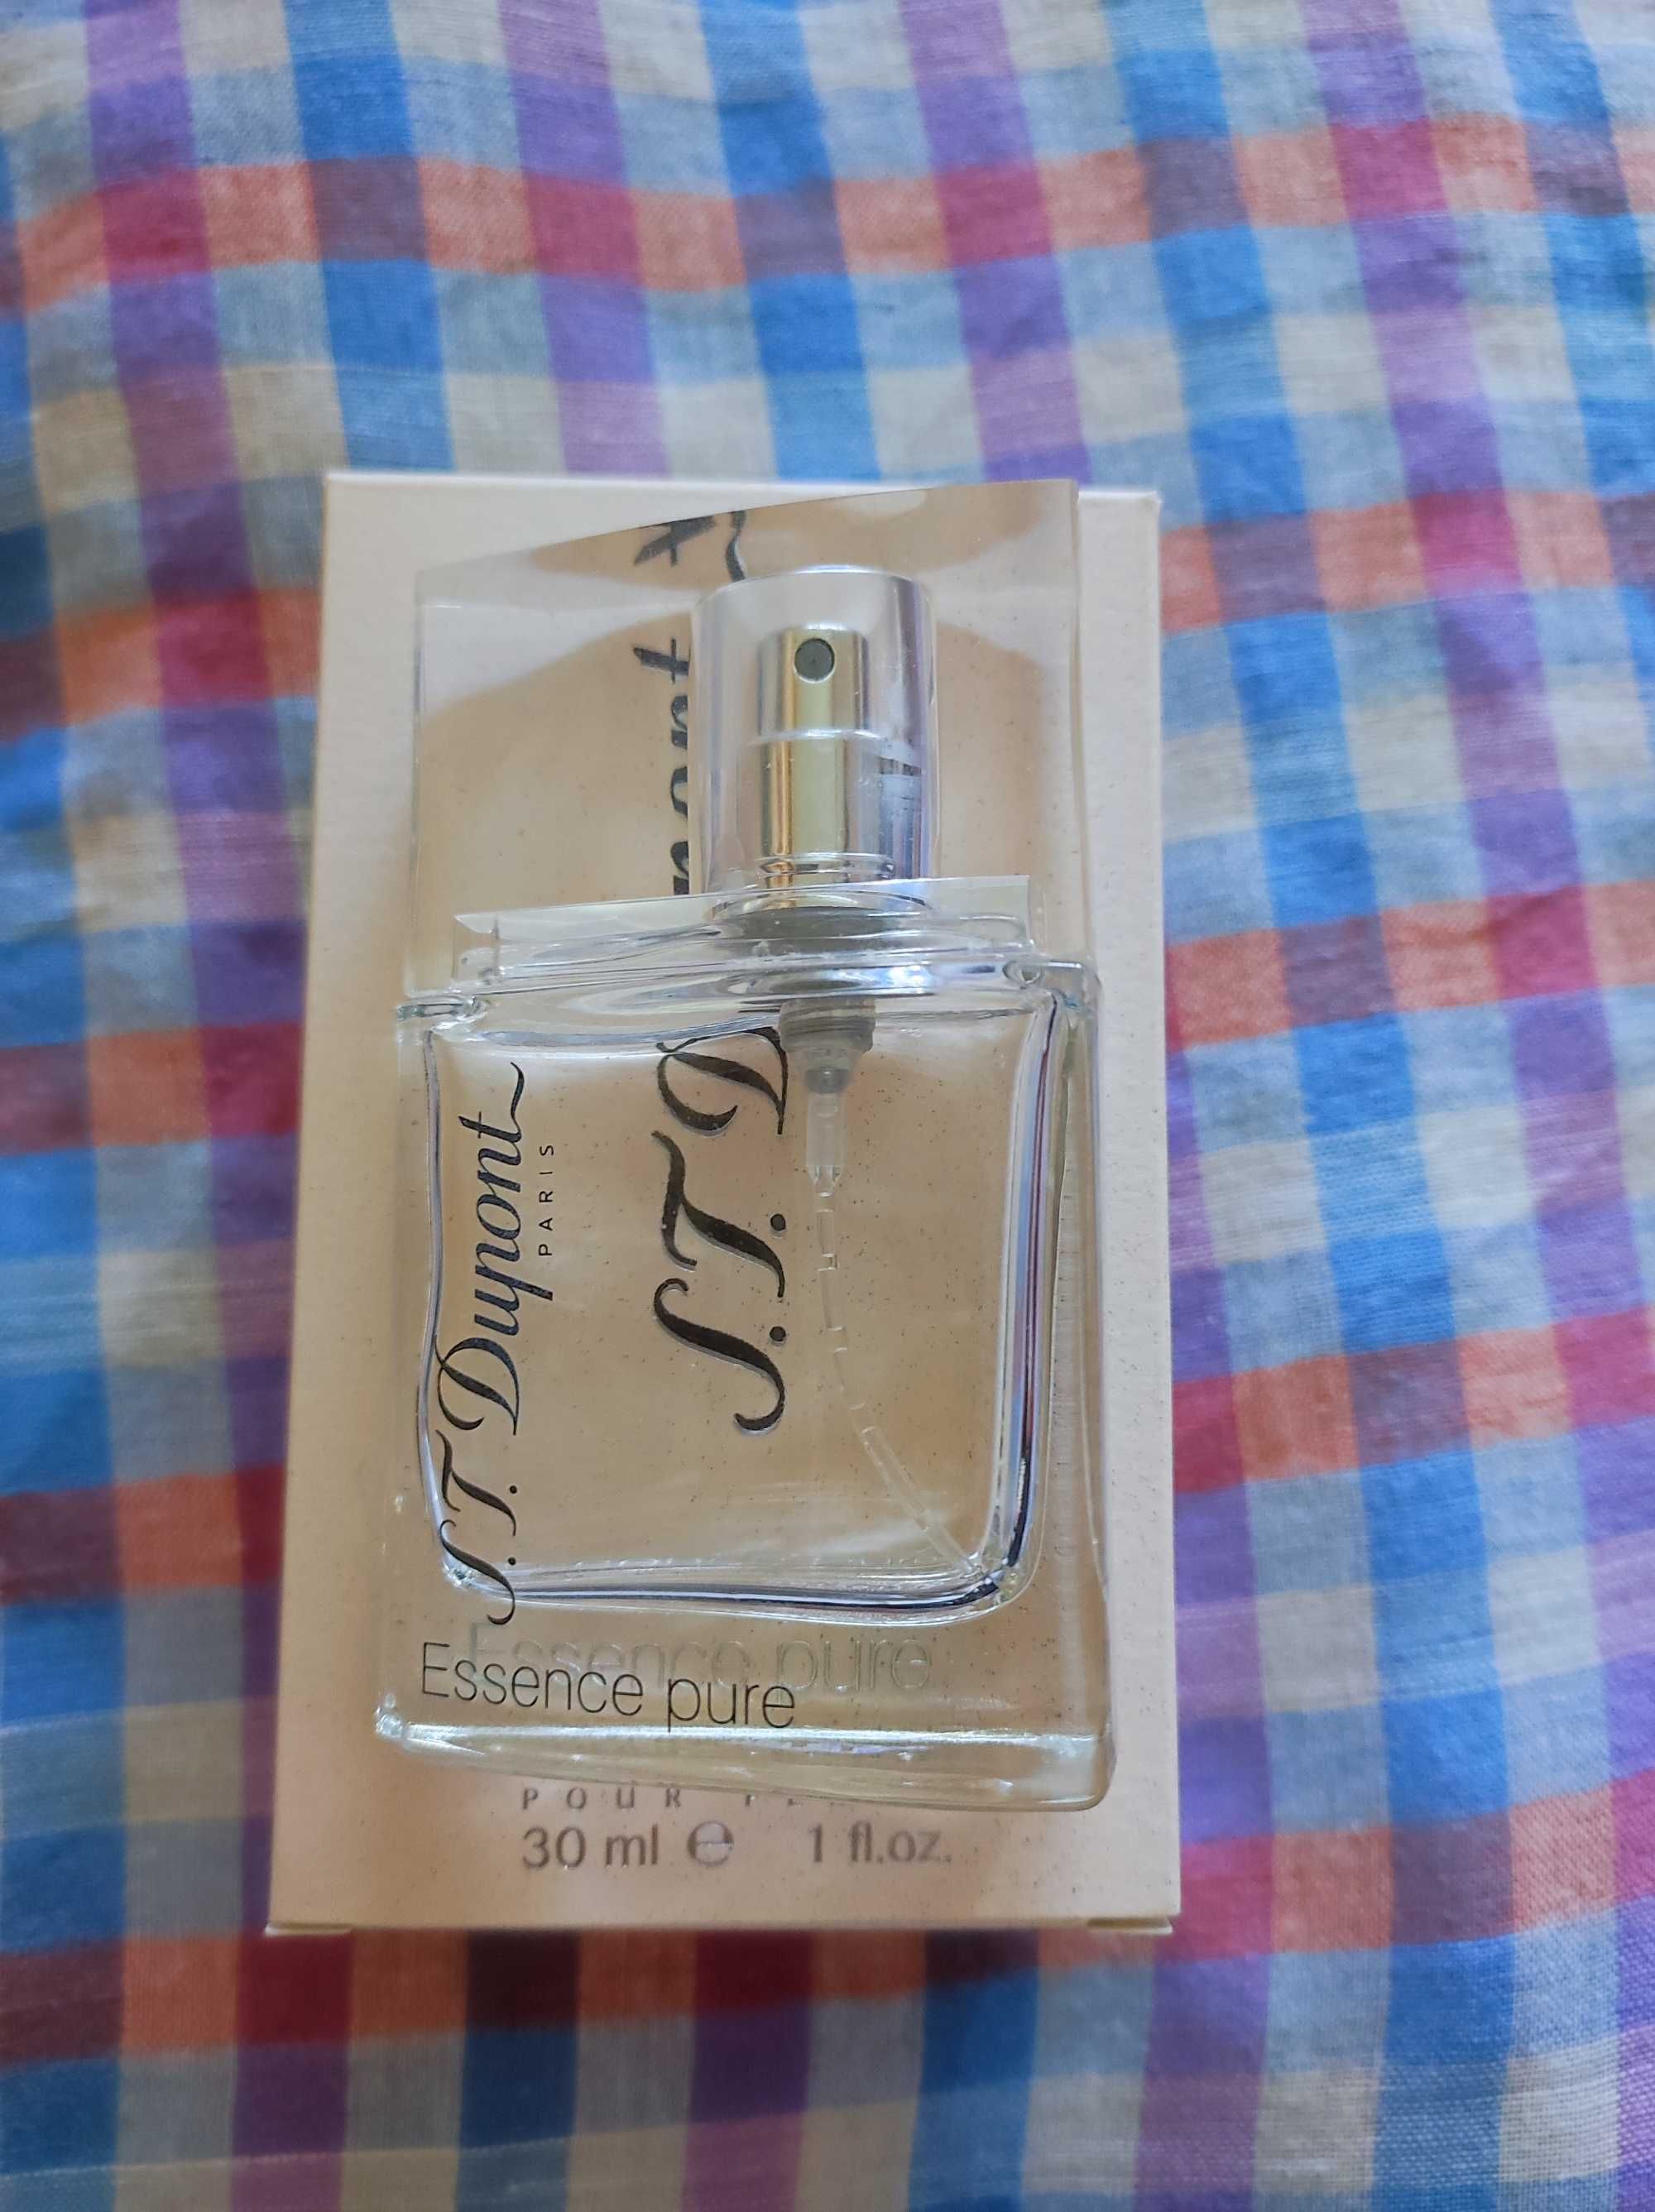 S.T. Dupont
PARIS
S.T. D
Essence pure
Essence pure
POUR
30 ml ℮ 1 fl.oz.